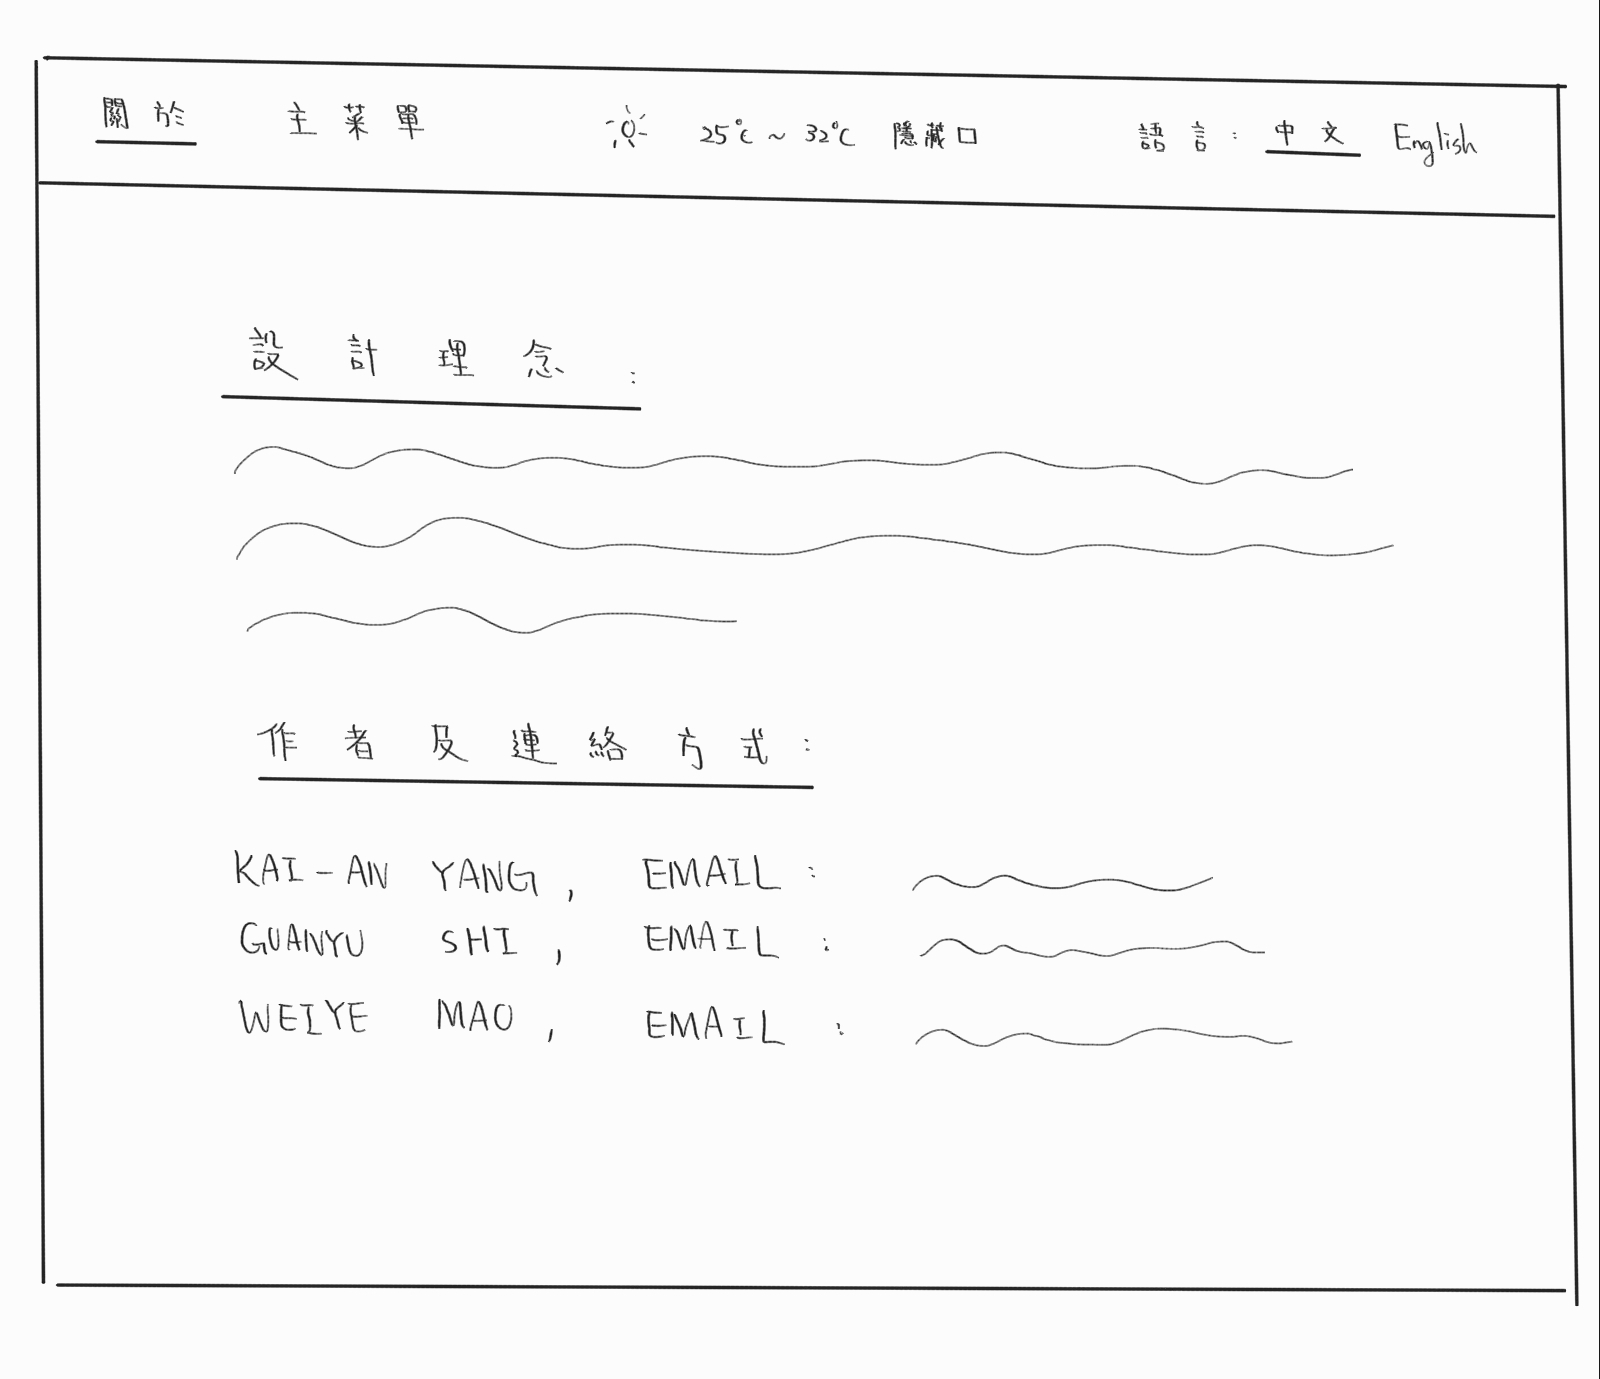 關於 主菜單 25℃ ~ 32℃ 隱藏口 語言: 中文 English
設計理念:
作者及連絡方式:
KAI-AN YANG, EMAIL:
GUANYU SHI, EMAIL:
WEIYE MAO, EMAIL: